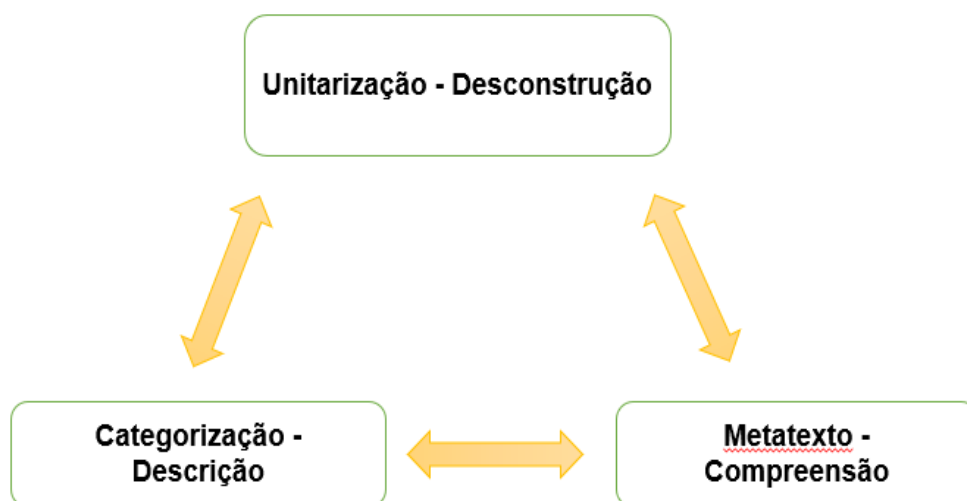 Unitarização - Desconstrução
Categorização -
Descrição
Metatexto -
Compreensão